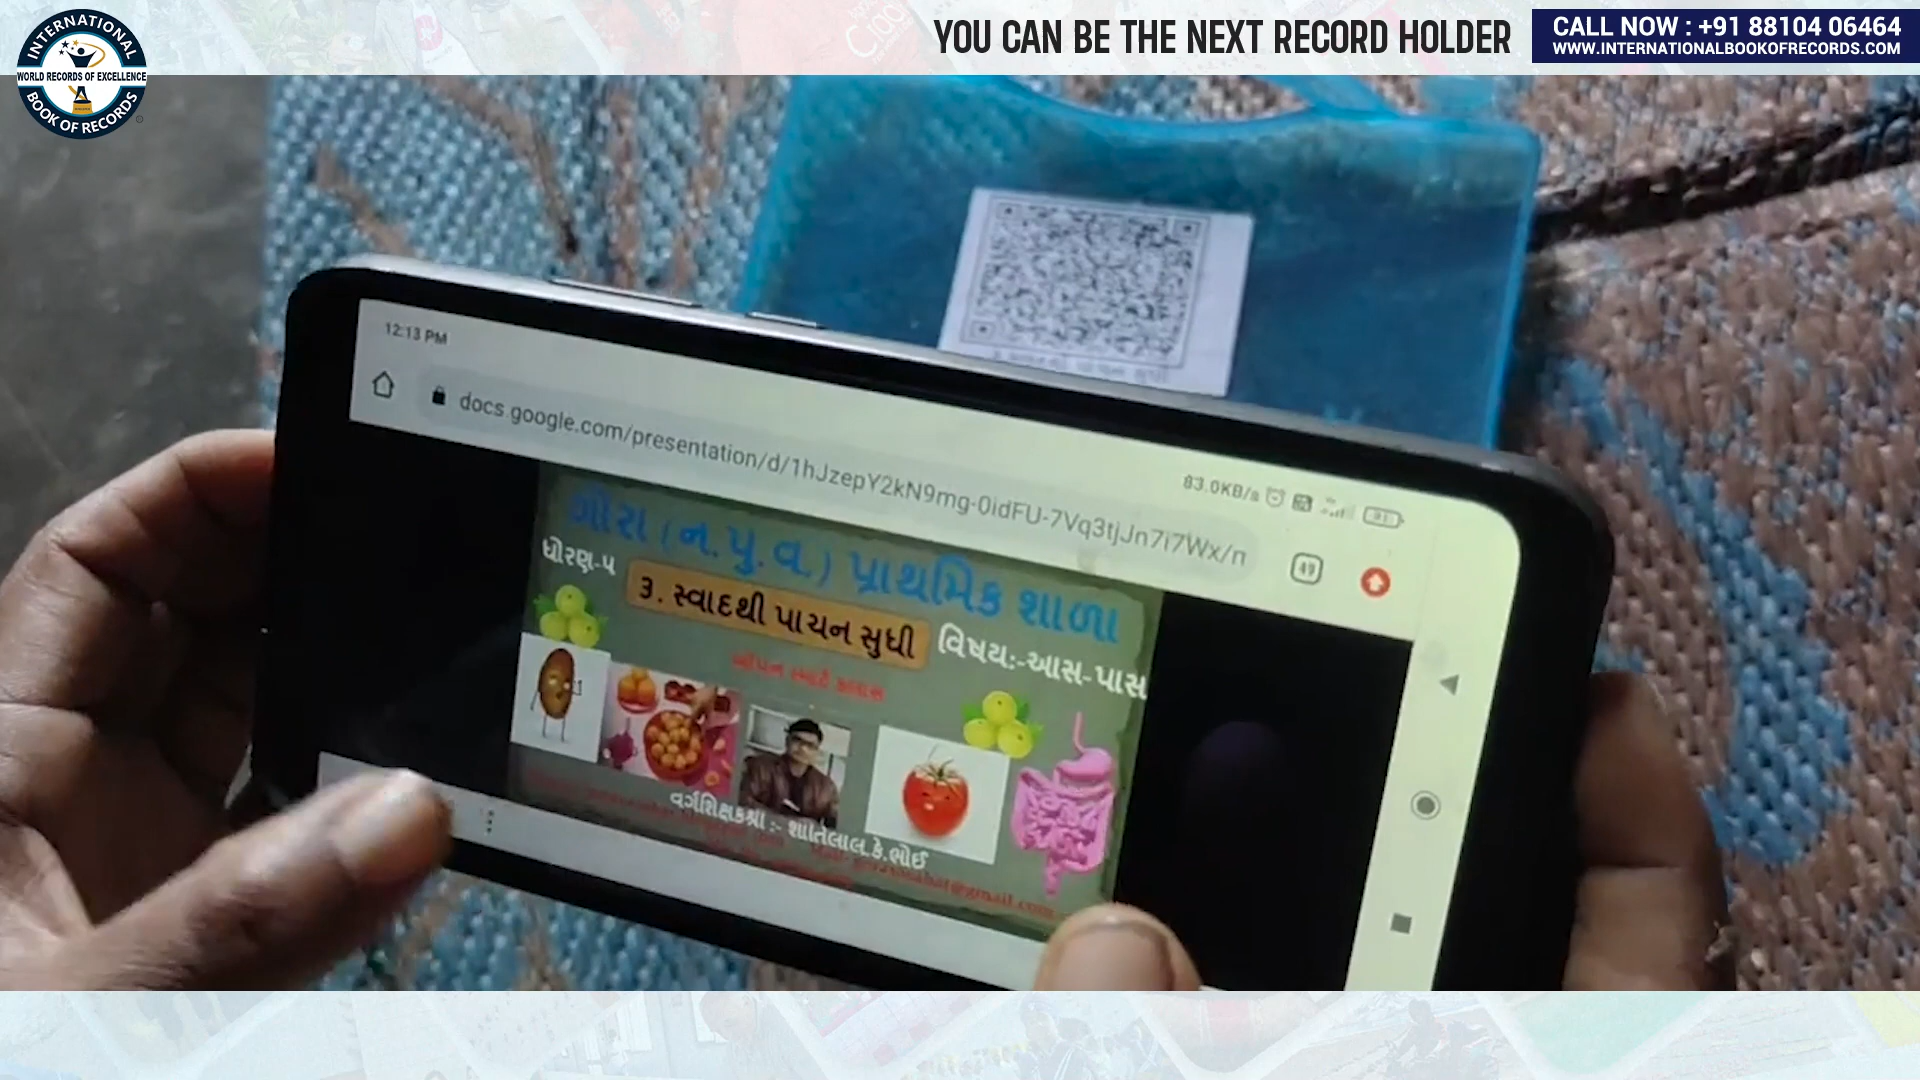 INTERNATIONAL
WORLD RECORDS OF EXCELLENCE
BOOK OF RECORDS
YOU CAN BE THE NEXT RECORD HOLDER
CALL NOW : +91 88104 06464
WWW.INTERNATIONALBOOKOFRECORDS.COM
12:13 PM
83.0KB/s
docs.google.com/presentation/d/1hJzepY2kN9mg-0idFU-7Vq3tjJn7i7Wx/n
49
ગોરા (ન.પુ.વ.) પ્રાથમિક શાળા
ધોરણ-૫
૩. સ્વાદથી પાચન સુધી
વિષય:-આસ-પાસ
વર્ગશિક્ષકશ્રી :- શાંતિલાલ.કે.ભોઈ
@gmail.com